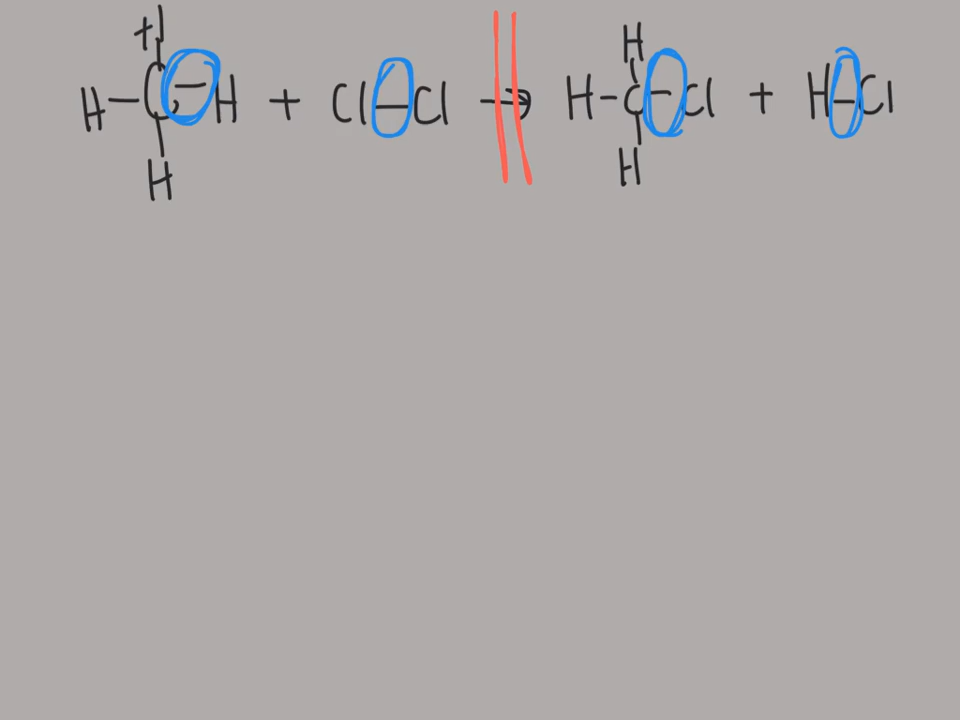 H H
H–C–H + Cl–Cl → H–C–Cl + H–Cl
H H